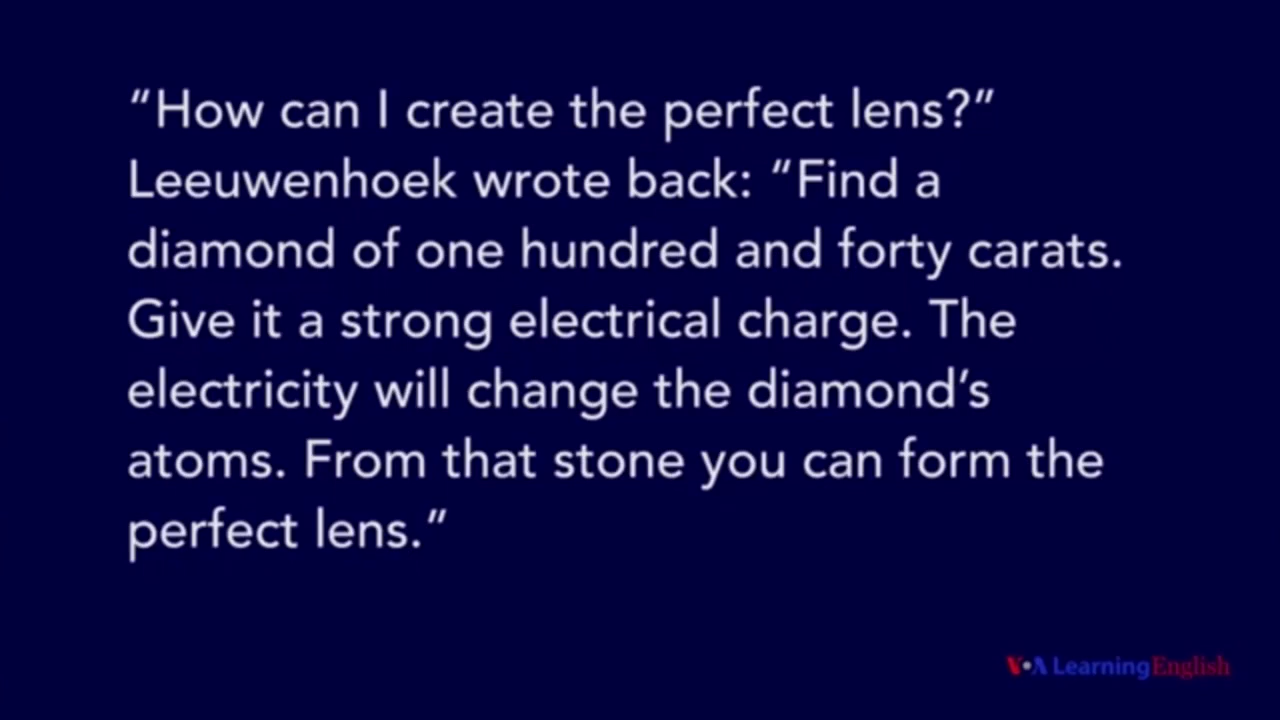 “How can I create the perfect lens?”
Leeuwenhoek wrote back: “Find a
diamond of one hundred and forty carats.
Give it a strong electrical charge. The
electricity will change the diamond’s
atoms. From that stone you can form the
perfect lens.”
VOA Learning English